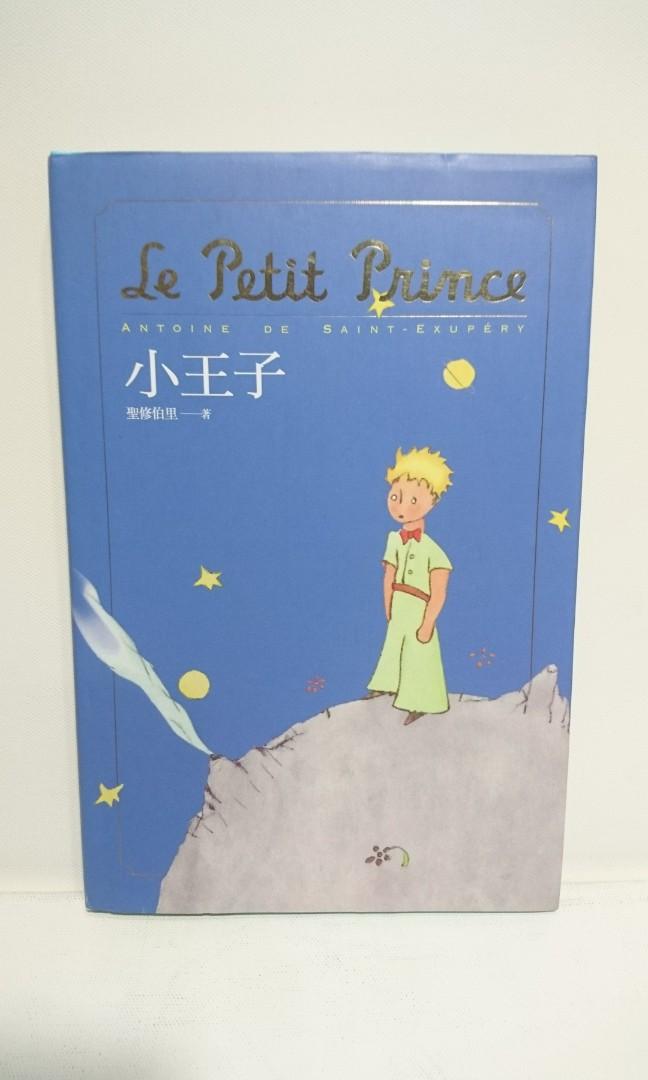 Le Petit Prince
ANTOINE DE SAINT-EXUPÉRY
小王子
聖修伯里——著